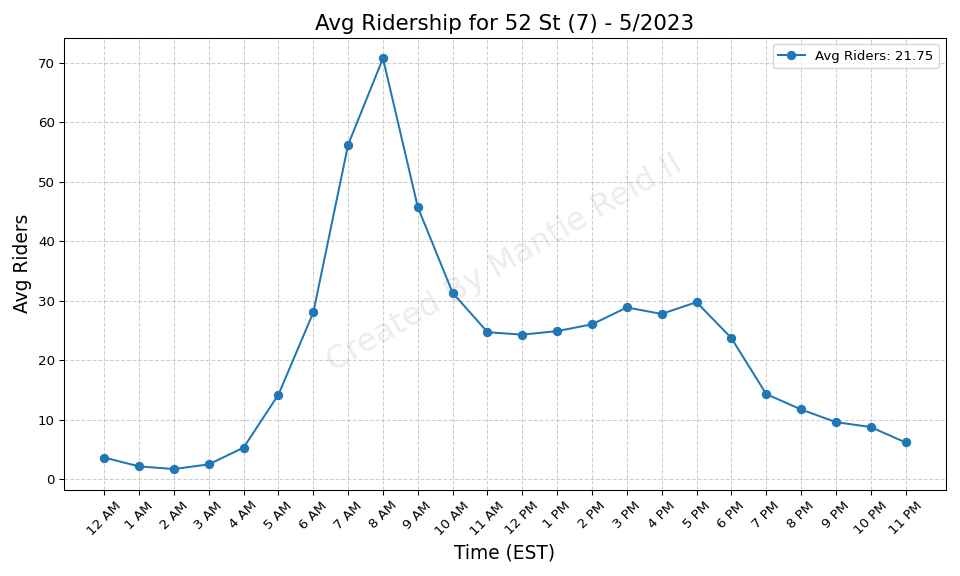 Avg Ridership for 52 St (7) - 5/2023
Avg Riders: 21.75
Avg Riders
70
60
50
40
30
20
10
0
Created By Mantie Reid II
12 AM
1 AM
2 AM
3 AM
4 AM
5 AM
6 AM
7 AM
8 AM
9 AM
10 AM
11 AM
12 PM
1 PM
2 PM
3 PM
4 PM
5 PM
6 PM
7 PM
8 PM
9 PM
10 PM
11 PM
Time (EST)